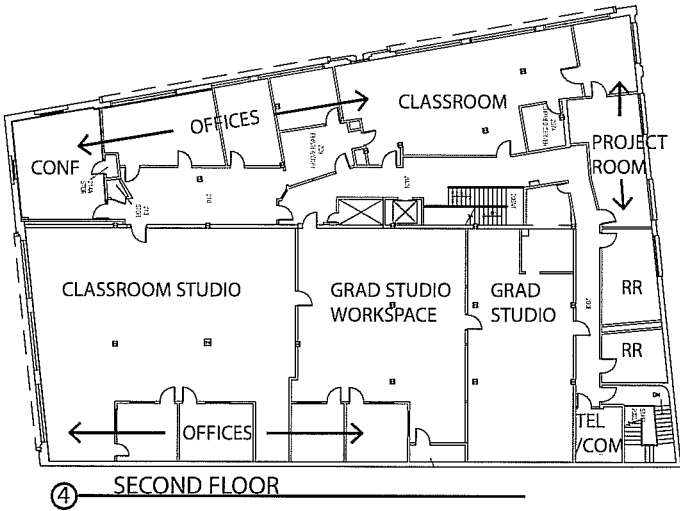 OFFICES
CLASSROOM
CONF
PROJECT
ROOM
CLASSROOM STUDIO
GRAD STUDIO
WORKSPACE
GRAD
STUDIO
RR
RR
OFFICES
TEL
/COM
4 SECOND FLOOR